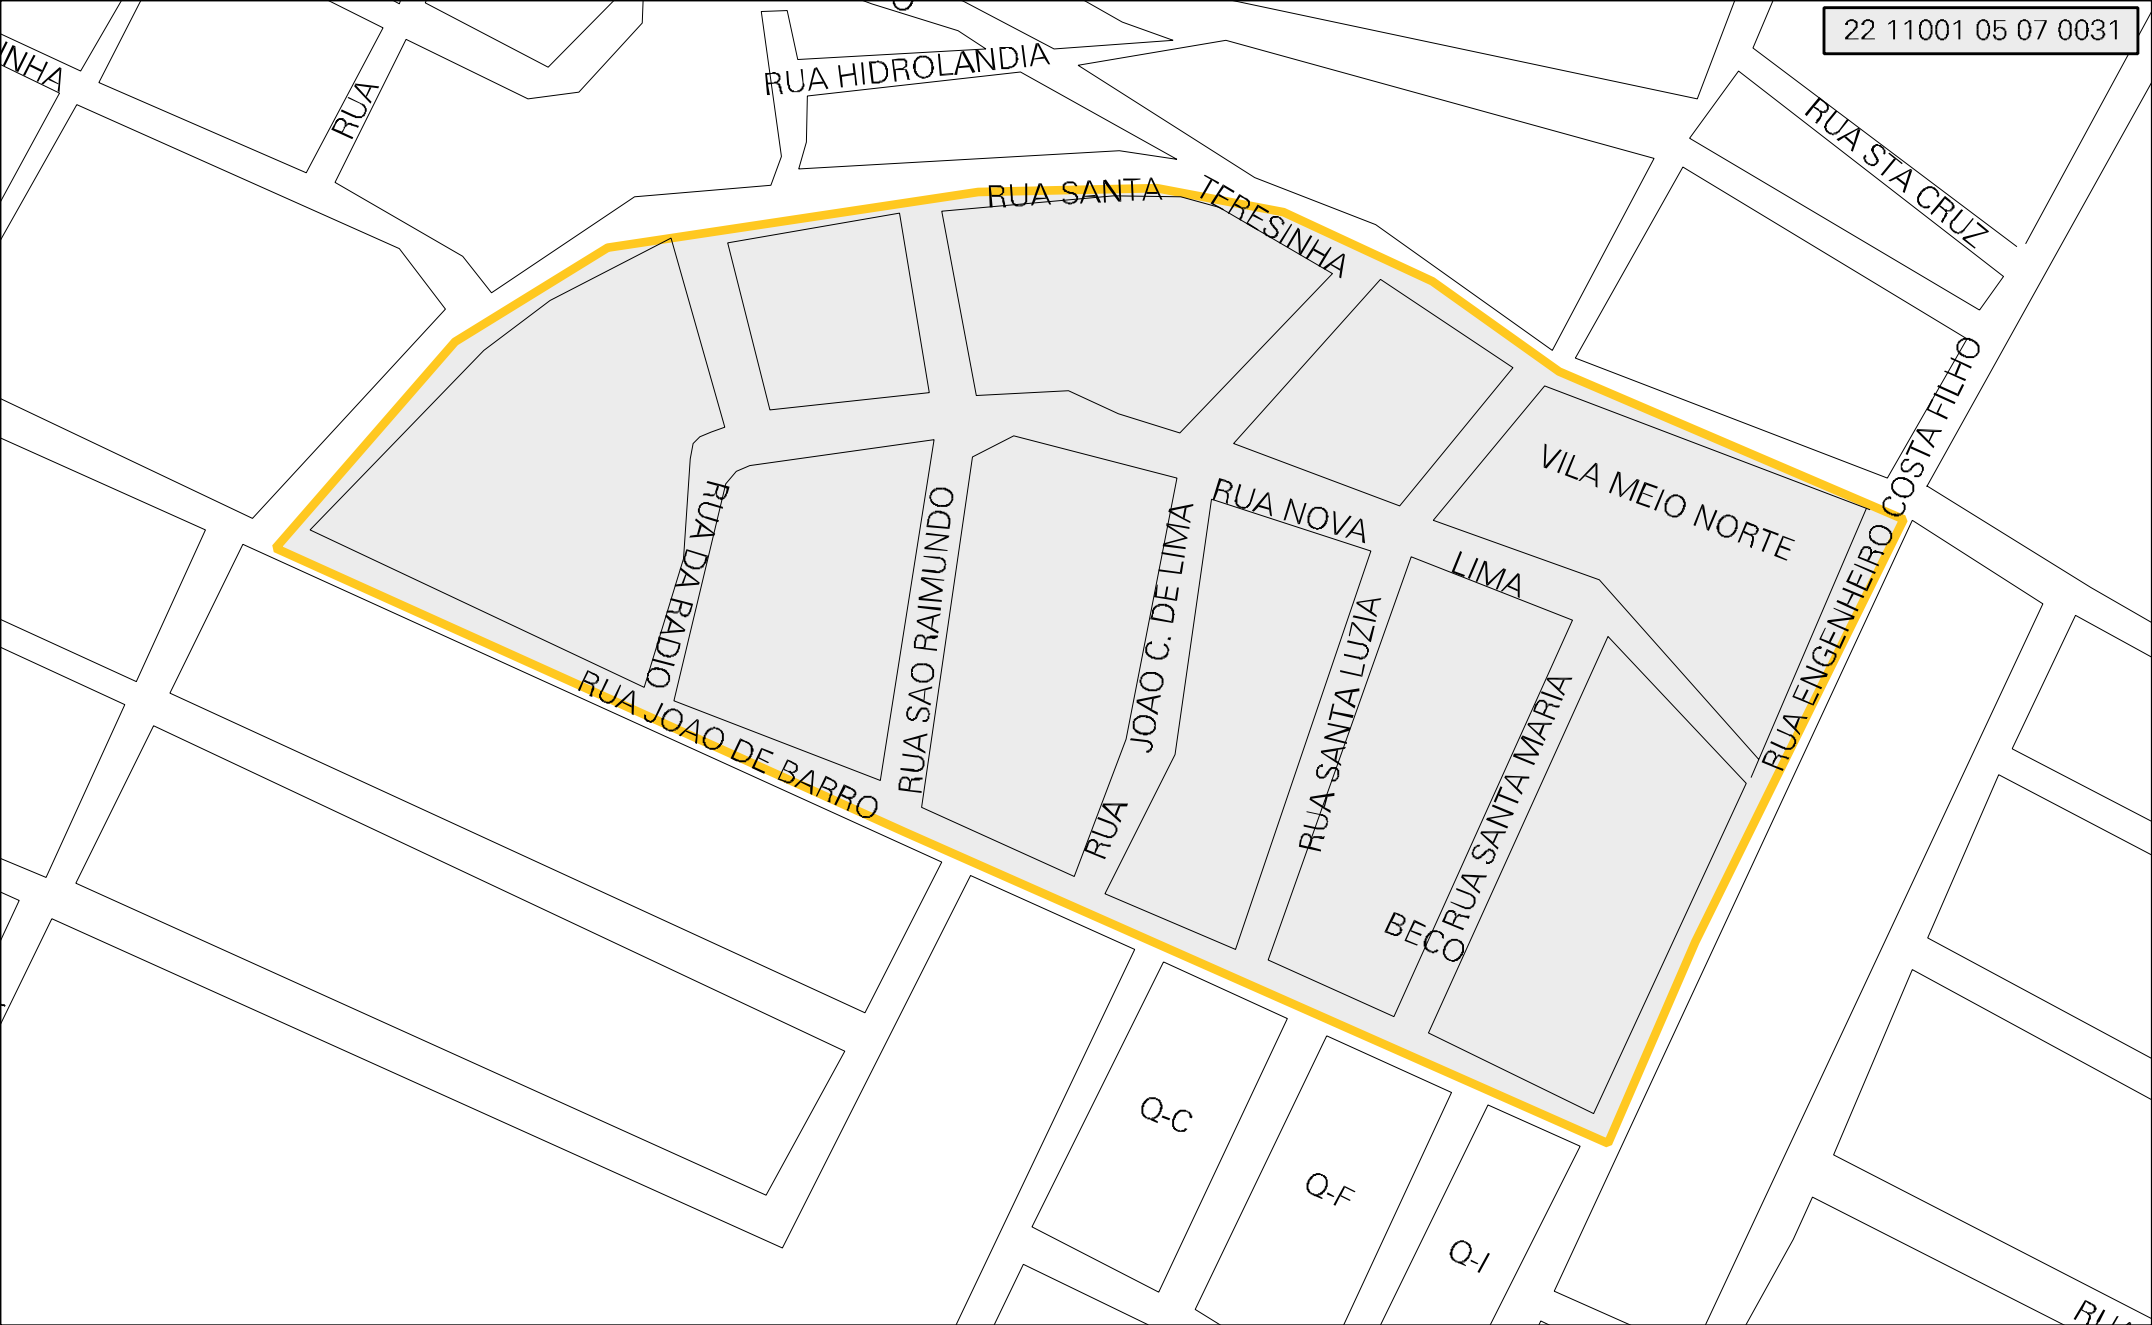 22 11001 05 07 0031
INHA
RUA
RUA HIDROLANDIA
RUA STA CRUZ
RUA SANTA TERESINHA
RUA ENGENHEIRO COSTA FILHO
VILA MEIO NORTE
RUA DA RADIO
RUA SAO RAIMUNDO
RUA JOAO C. DE LIMA
RUA NOVA LIMA
RUA SANTA LUZIA
RUA SANTA MARIA
BECO
RUA JOAO DE BARRO
Q-C
Q-F
Q-I